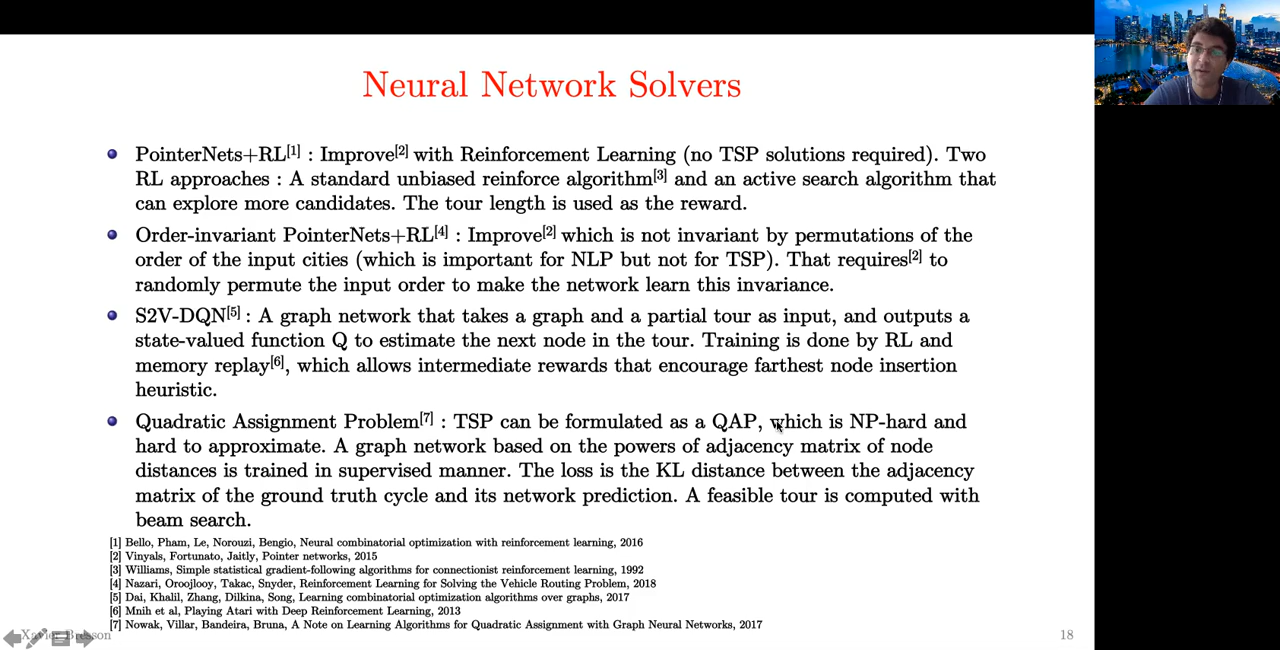 Neural Network Solvers
PointerNets+RL[1] : Improve[2] with Reinforcement Learning (no TSP solutions required). Two
RL approaches : A standard unbiased reinforce algorithm[3] and an active search algorithm that
can explore more candidates. The tour length is used as the reward.
Order-invariant PointerNets+RL[4] : Improve[2] which is not invariant by permutations of the
order of the input cities (which is important for NLP but not for TSP). That requires[2] to
randomly permute the input order to make the network learn this invariance.
S2V-DQN[5] : A graph network that takes a graph and a partial tour as input, and outputs a
state-valued function Q to estimate the next node in the tour. Training is done by RL and
memory replay[6], which allows intermediate rewards that encourage farthest node insertion
heuristic.
Quadratic Assignment Problem[7] : TSP can be formulated as a QAP, which is NP-hard and
hard to approximate. A graph network based on the powers of adjacency matrix of node
distances is trained in supervised manner. The loss is the KL distance between the adjacency
matrix of the ground truth cycle and its network prediction. A feasible tour is computed with
beam search.
[1] Bello, Pham, Le, Norouzi, Bengio, Neural combinatorial optimization with reinforcement learning, 2016
[2] Vinyals, Fortunato, Jaitly, Pointer networks, 2015
[3] Williams, Simple statistical gradient-following algorithms for connectionist reinforcement learning, 1992
[4] Nazari, Oroojlooy, Takac, Snyder, Reinforcement Learning for Solving the Vehicle Routing Problem, 2018
[5] Dai, Khalil, Zhang, Dilkina, Song, Learning combinatorial optimization algorithms over graphs, 2017
[6] Mnih et al, Playing Atari with Deep Reinforcement Learning, 2013
[7] Nowak, Villar, Bandeira, Bruna, A Note on Learning Algorithms for Quadratic Assignment with Graph Neural Networks, 2017
Xavier Bresson
18